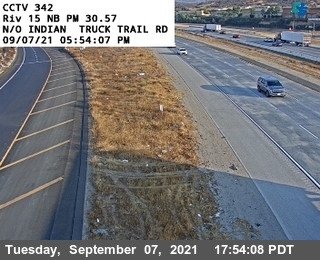 CCTV 342
Riv 15 NB PM 30.57
N/O INDIAN TRUCK TRAIL RD
09/07/21 05:54:07 PM
Tuesday, September 07, 2021 17:54:08 PDT